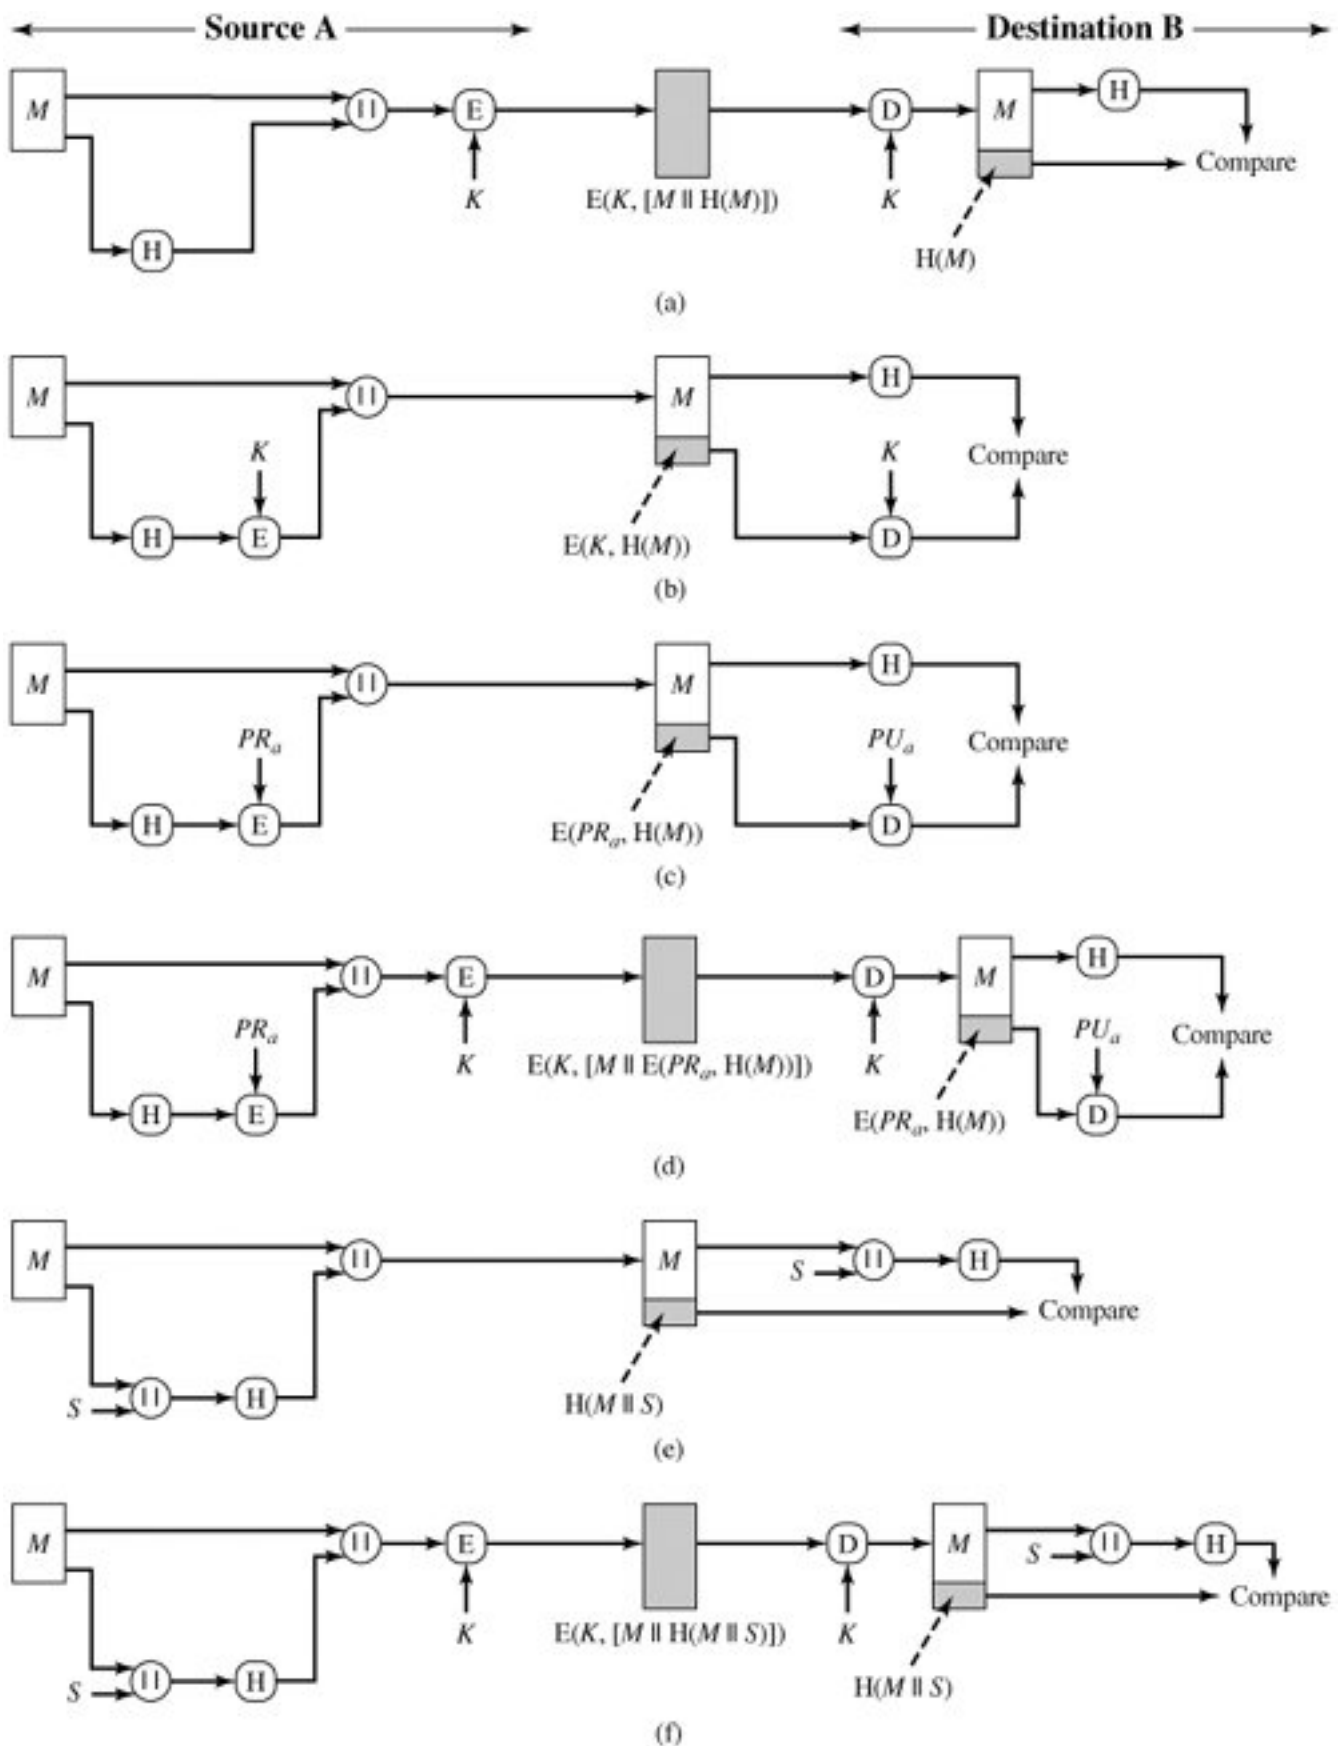 Source A
Destination B
M
||
E
D
M
H
H
K
E(K, [M || H(M)])
K
Compare
H(M)
(a)
M
||
M
H
K
K
Compare
H
E
E(K, H(M))
D
(b)
M
||
M
H
PRa
PUa
Compare
H
E
E(PRa, H(M))
D
(c)
M
||
E
D
M
H
PRa
K
E(K, [M || E(PRa, H(M))])
K
PUa
Compare
H
E
E(PRa, H(M))
D
(d)
M
||
M
S
||
H
Compare
S
||
H
H(M || S)
(e)
M
||
E
D
M
S
||
H
Compare
K
E(K, [M || H(M || S)])
K
S
||
H
H(M || S)
(f)